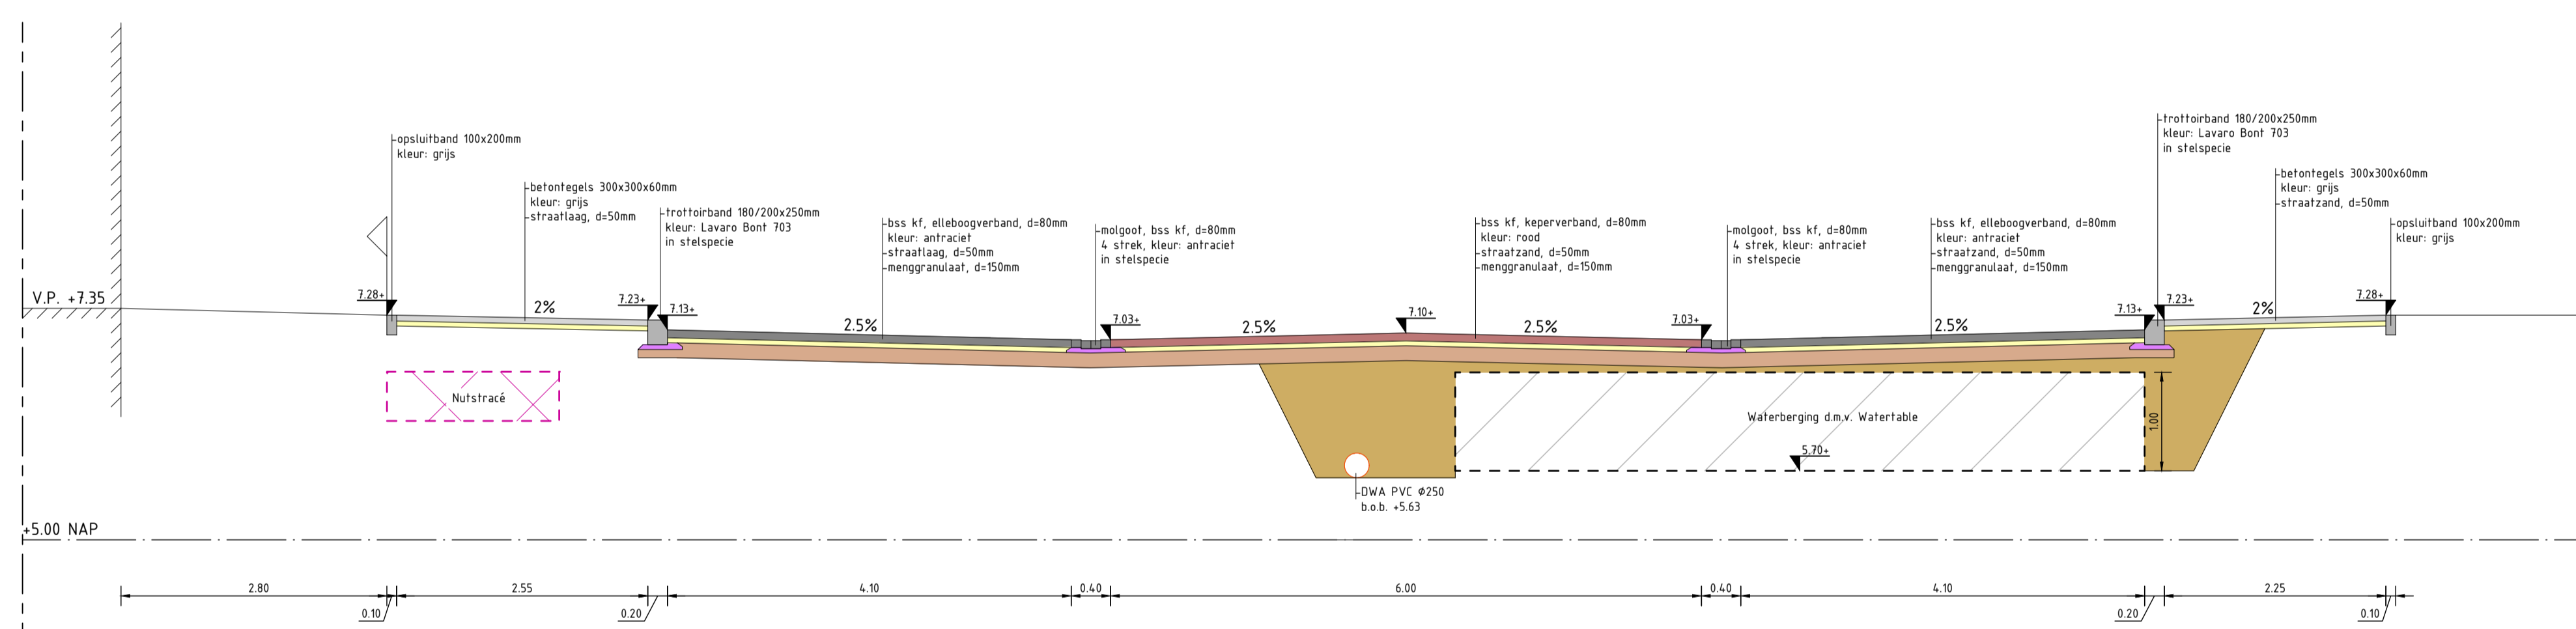 opsluitband 100x200mm
kleur: grijs
betontegels 300x300x60mm
kleur: grijs
straatlaag, d=50mm
trottoirband 180/200x250mm
kleur: Lavaro Bont 703
in stelspecie
bss kf, elleboogverband, d=80mm
kleur: antraciet
straatlaag, d=50mm
menggranulaat, d=150mm
molgoot, bss kf, d=80mm
4 strek, kleur: antraciet
in stelspecie
bss kf, keperverband, d=80mm
kleur: rood
straatzand, d=50mm
menggranulaat, d=150mm
molgoot, bss kf, d=80mm
4 strek, kleur: antraciet
in stelspecie
bss kf, elleboogverband, d=80mm
kleur: antraciet
straatzand, d=50mm
menggranulaat, d=150mm
trottoirband 180/200x250mm
kleur: Lavaro Bont 703
in stelspecie
betontegels 300x300x60mm
kleur: grijs
straatzand, d=50mm
opsluitband 100x200mm
kleur: grijs
V.P. +7.35
7.28+
2%
7.23+
7.13+
2.5%
7.03+
2.5%
7.10+
2.5%
7.03+
2.5%
7.13+
7.23+
2%
7.28+
Nutstracé
Waterberging d.m.v. Watertable
1.00
5.70+
DWA PVC Ø250
b.o.b. +5.63
+5.00 NAP
2.80
0.10
2.55
0.20
4.10
0.40
6.00
0.40
4.10
0.20
2.25
0.10